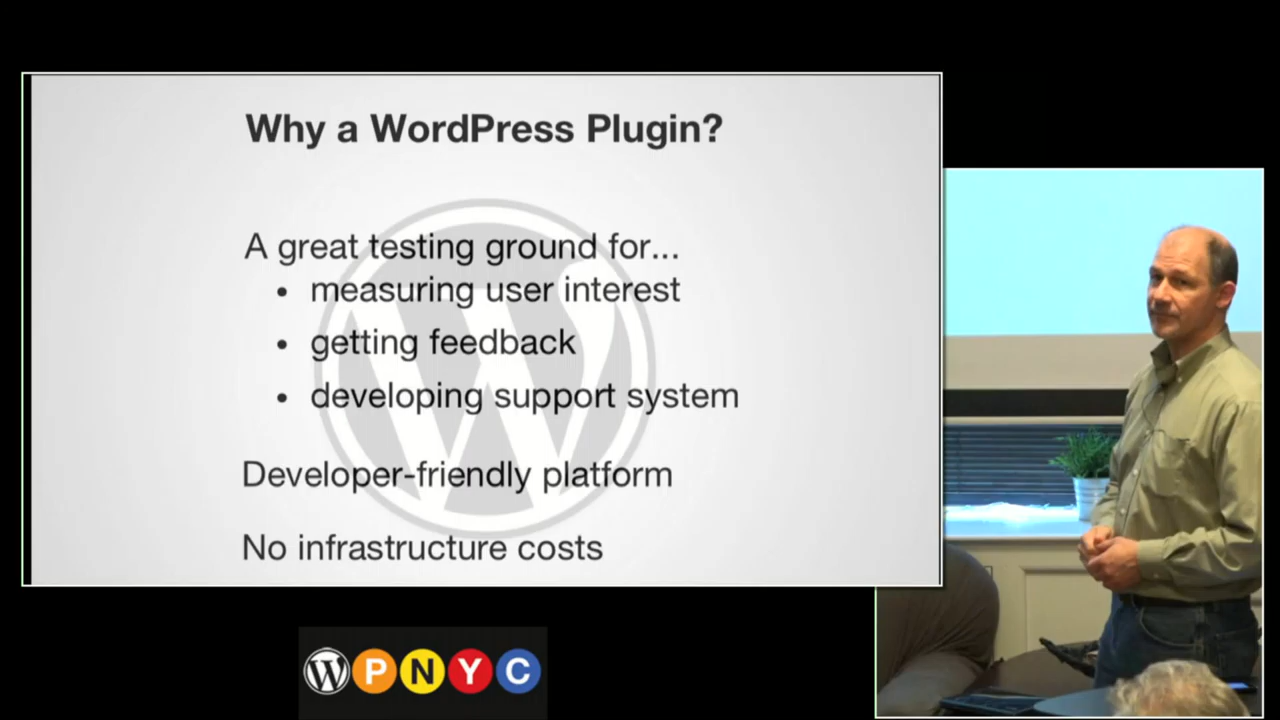 Why a WordPress Plugin?
A great testing ground for...
• measuring user interest
• getting feedback
• developing support system
Developer-friendly platform
No infrastructure costs
W P N Y C